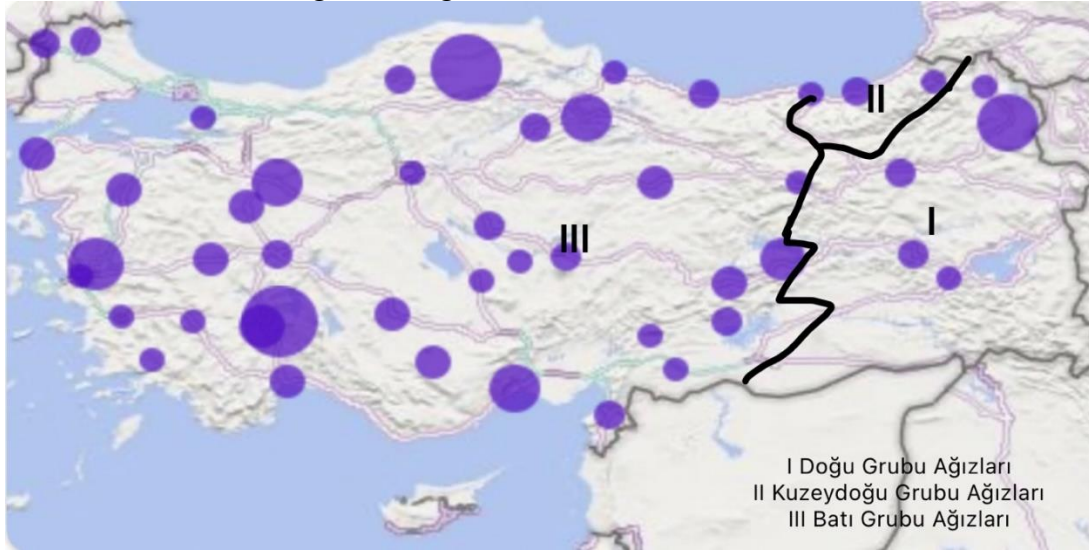 II
I
III
I Doğu Grubu Ağızları
II Kuzeydoğu Grubu Ağızları
III Batı Grubu Ağızları